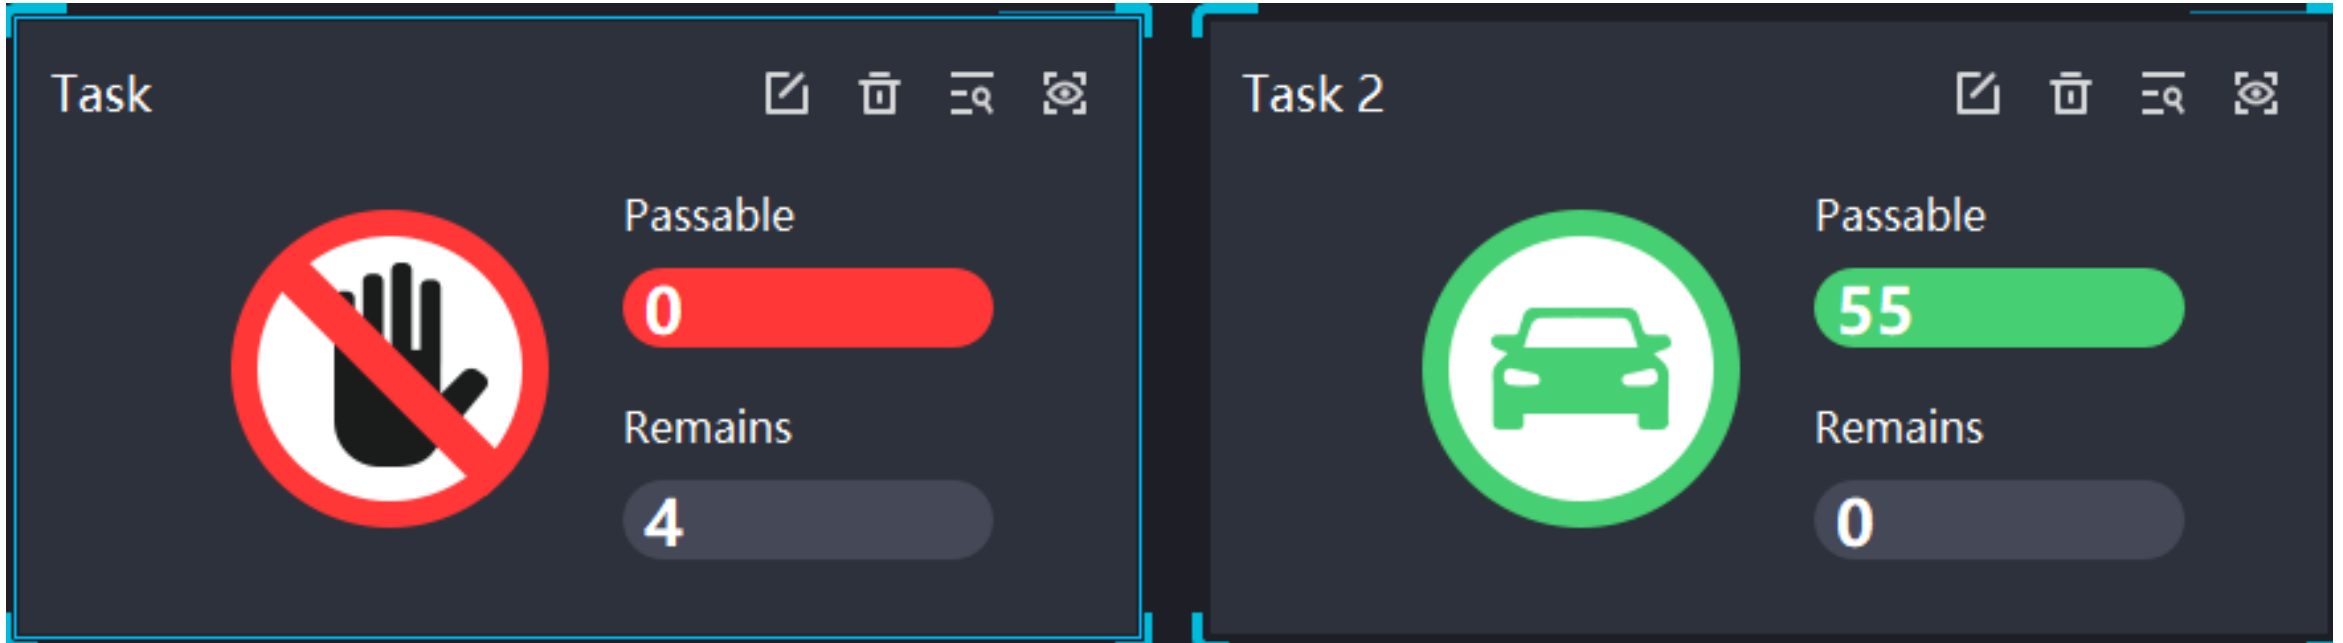 Task
Passable
0
Remains
4
Task 2
Passable
55
Remains
0